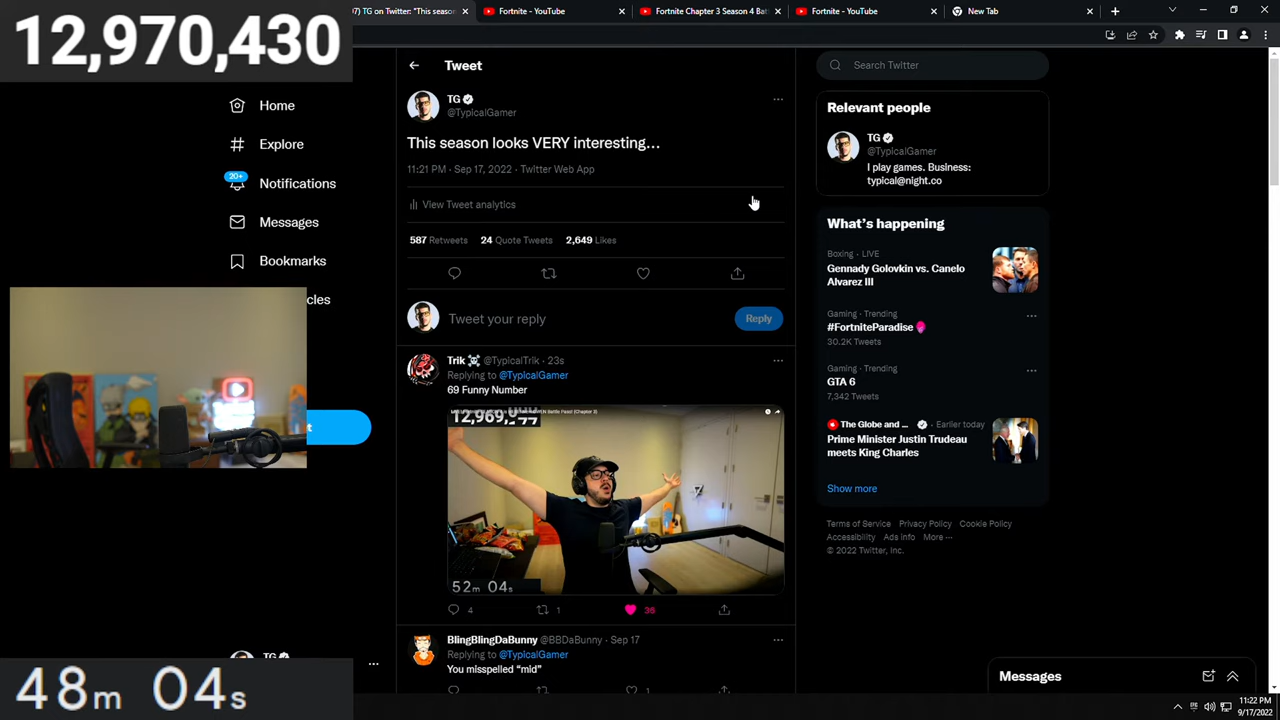 12,970,430
7) TG on Twitter: "This seas
Fortnite - YouTube
Fortnite Chapter 3 Season 4 Bat
Fortnite - YouTube
New Tab
Home
Explore
20+
Notifications
Messages
Bookmarks
cles
t
TG
48m 04s
Tweet
TG
@TypIcalGamer
This season looks VERY interesting…
11:21 PM · Sep 17, 2022 · Twitter Web App
View Tweet analytics
587 Retweets 24 Quote Tweets 2,649 Likes
Tweet your reply
Reply
Trik @TypicalTrik · 23s
Replying to @TypIcalGamer
69 Funny Number
52m 04s
4 1 36
BlingBlingDaBunny @BBDaBunny · Sep 17
Replying to @TypIcalGamer
You misspelled “mid”
1
Search Twitter
Relevant people
TG
@TypIcalGamer
I play games. Business:
typical@night.co
What’s happening
Boxing · LIVE
Gennady Golovkin vs. Canelo
Alvarez III
Gaming · Trending
#FortniteParadise
30.2K Tweets
Gaming · Trending
GTA 6
7,342 Tweets
The Globe and ... · Earlier today
Prime Minister Justin Trudeau
meets King Charles
Show more
Terms of Service Privacy Policy Cookie Policy
Accessibility Ads info More ···
© 2022 Twitter, Inc.
Messages
11:22 PM
9/17/2022